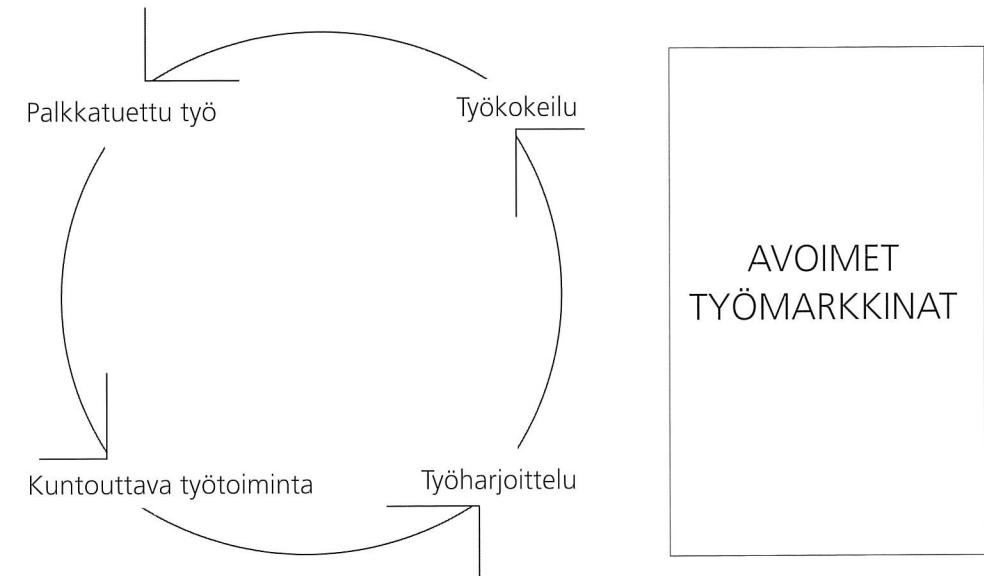 Palkkatuettu työ
Työkokeilu
Kuntouttava työtoiminta
Työharjoittelu
AVOIMET
TYÖMARKKINAT